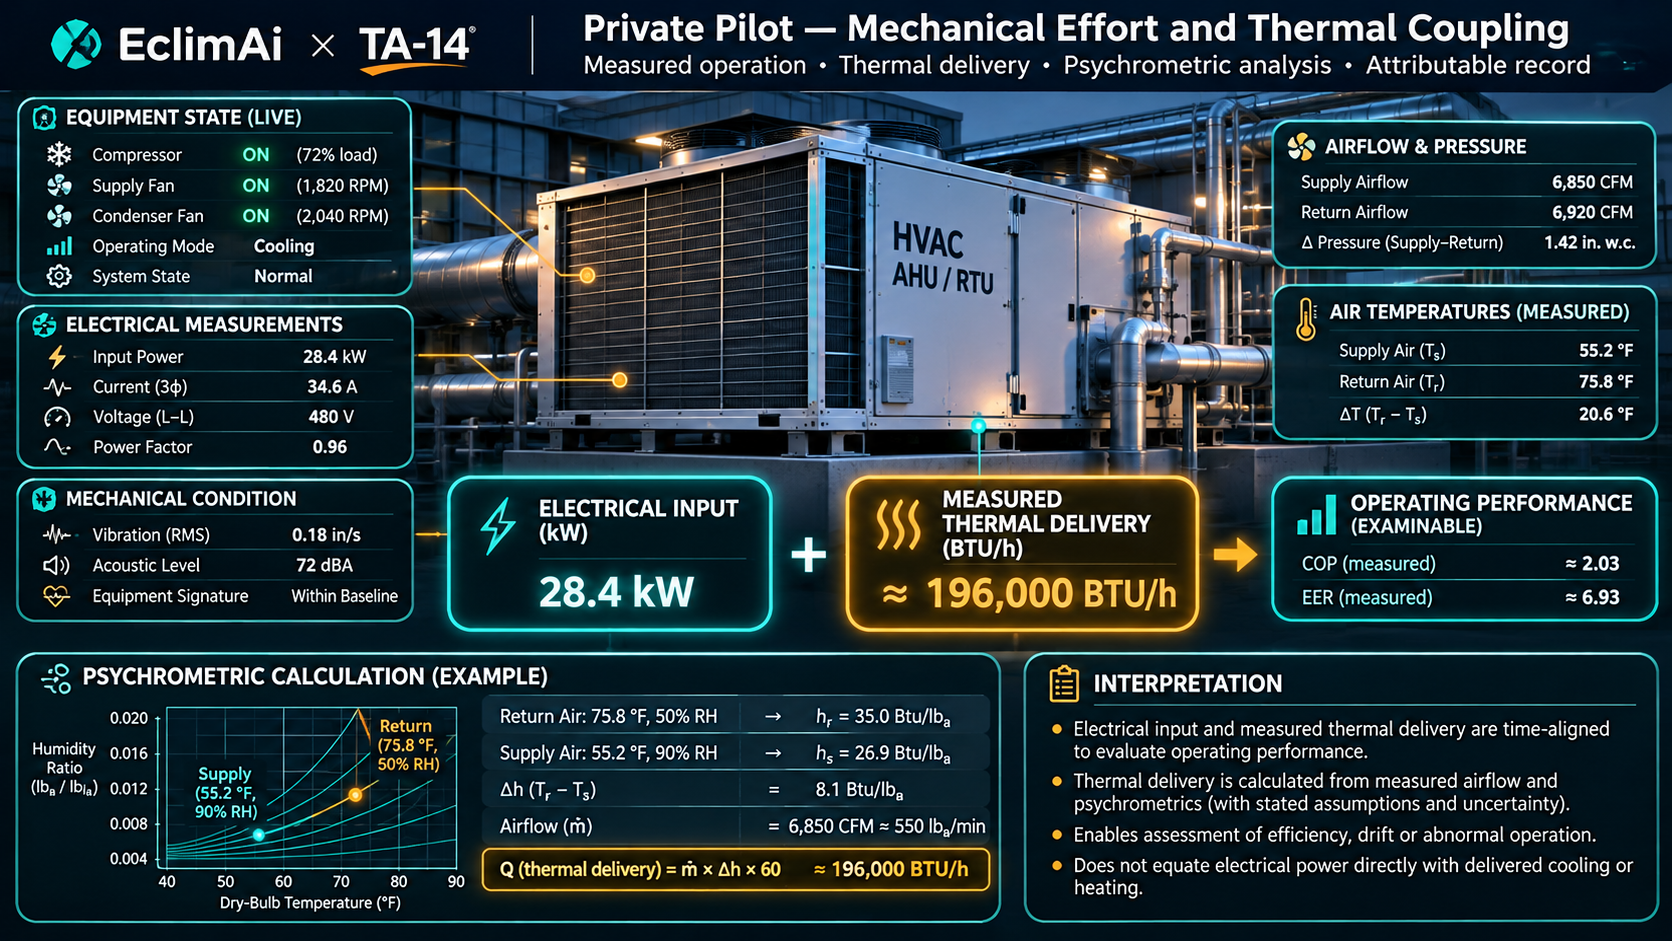 EclimAi × TA-14®
Private Pilot — Mechanical Effort and Thermal Coupling
Measured operation • Thermal delivery • Psychrometric analysis • Attributable record
EQUIPMENT STATE (LIVE)
Compressor ON (72% load)
Supply Fan ON (1,820 RPM)
Condenser Fan ON (2,040 RPM)
Operating Mode Cooling
System State Normal
ELECTRICAL MEASUREMENTS
Input Power 28.4 kW
Current (3ϕ) 34.6 A
Voltage (L–L) 480 V
Power Factor 0.96
MECHANICAL CONDITION
Vibration (RMS) 0.18 in/s
Acoustic Level 72 dBA
Equipment Signature Within Baseline
HVAC
AHU / RTU
AIRFLOW & PRESSURE
Supply Airflow 6,850 CFM
Return Airflow 6,920 CFM
Δ Pressure (Supply–Return) 1.42 in. w.c.
AIR TEMPERATURES (MEASURED)
Supply Air (Ts) 55.2 °F
Return Air (Tr) 75.8 °F
ΔT (Tr − Ts) 20.6 °F
ELECTRICAL INPUT
(kW)
28.4 kW
+
MEASURED
THERMAL DELIVERY
(BTU/h)
≈ 196,000 BTU/h
OPERATING PERFORMANCE
(EXAMINABLE)
COP (measured) ≈ 2.03
EER (measured) ≈ 6.93
PSYCHROMETRIC CALCULATION (EXAMPLE)
Humidity
Ratio
(lba / lbla)
0.020
0.016
0.012
0.008
0.004
40 50 60 70 80 90
Dry-Bulb Temperature (°F)
Supply
(55.2 °F,
90% RH)
Return
(75.8 °F,
50% RH)
Return Air: 75.8 °F, 50% RH → hr = 35.0 Btu/lba
Supply Air: 55.2 °F, 90% RH → hs = 26.9 Btu/lba
Δh (Tr − Ts) = 8.1 Btu/lba
Airflow (ṁ) = 6,850 CFM ≈ 550 lba/min
Q (thermal delivery) = ṁ × Δh × 60 ≈ 196,000 BTU/h
INTERPRETATION
• Electrical input and measured thermal delivery are time-aligned
to evaluate operating performance.
• Thermal delivery is calculated from measured airflow and
psychrometrics (with stated assumptions and uncertainty).
• Enables assessment of efficiency, drift or abnormal operation.
• Does not equate electrical power directly with delivered cooling or
heating.